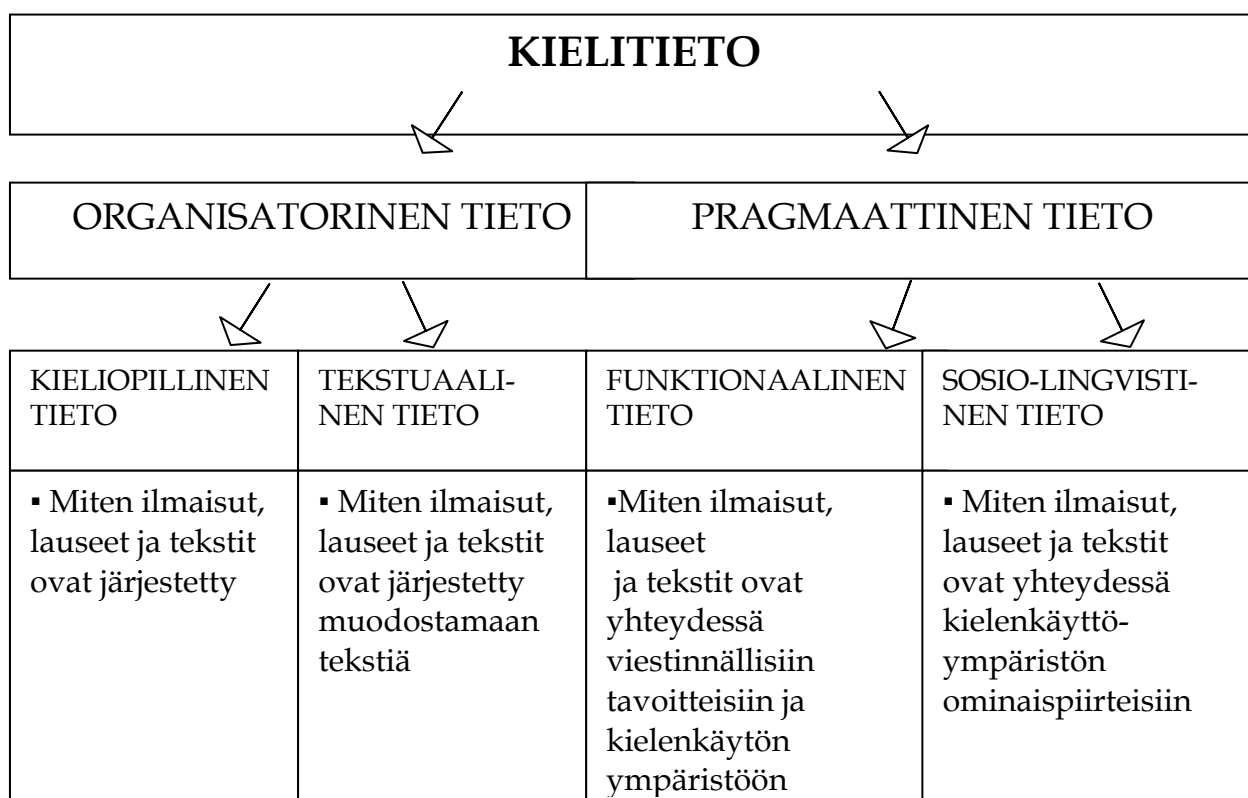 KIELITIETO
ORGANISATORINEN TIETO
PRAGMAATTINEN TIETO
KIELIOPILLINEN
TIETO
TEKSTUAALI-
NEN TIETO
FUNKTIONAALINEN
TIETO
SOSIO-LINGVISTI-
NEN TIETO
▪ Miten ilmaisut,
lauseet ja tekstit
ovat järjestetty
▪ Miten ilmaisut,
lauseet ja tekstit
ovat järjestetty
muodostamaan
tekstiä
▪Miten ilmaisut,
lauseet
ja tekstit ovat
yhteydessä
viestinnällisiin
tavoitteisiin ja
kielenkäytön
ympäristöön
▪ Miten ilmaisut,
lauseet ja tekstit
ovat yhteydessä
kielenkäyttö-
ympäristön
ominaispiirteisiin